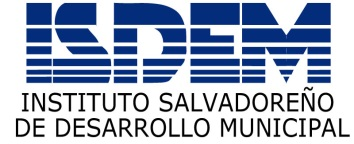 ISDEM
INSTITUTO SALVADOREÑO
DE DESARROLLO MUNICIPAL